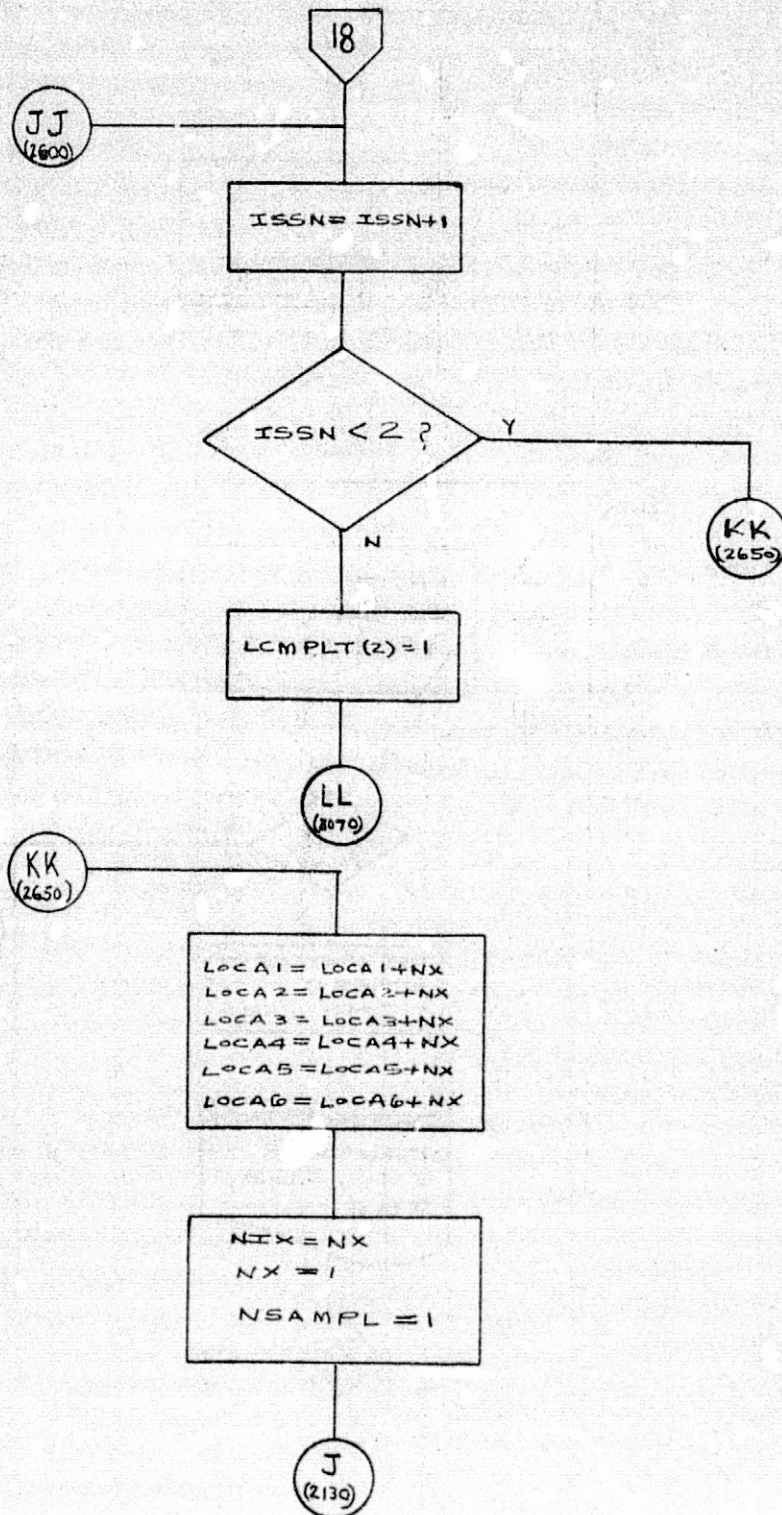 18
JJ
(2600)
ISSN= ISSN+1
ISSN < 2 ?
Y
KK
(2650)
N
LCMPLT(2)=1
LL
KK
(2650)
LOCA1= LOCA1+NX
LOCA2= LOCA2+NX
LOCA3= LOCA3+NX
LOCA4= LOCA4+NX
LOCA5=LOCA5+NX
LOCA6=LOCA6+NX
NIX=NX
NX =1
NSAMPL =1
J
(2130)